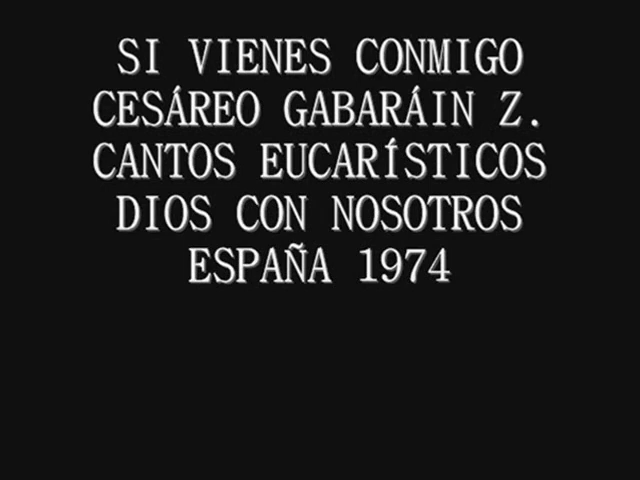 SI VIENES CONMIGO
CESÁREO GABARÁIN Z.
CANTOS EUCARÍSTICOS
DIOS CON NOSOTROS
ESPAÑA 1974